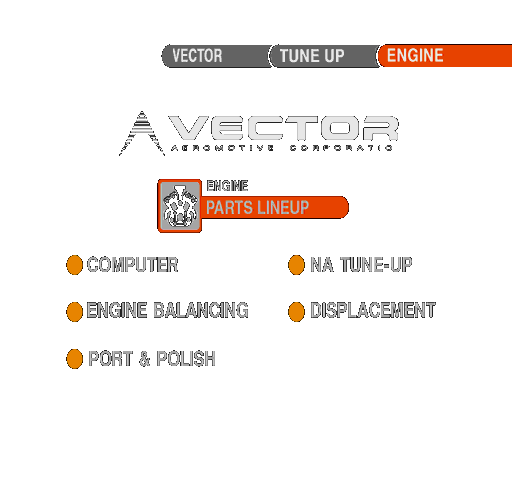 VECTOR TUNE UP ENGINE
VECTOR
AEROMOTIVE CORPORATIO
ENGINE
PARTS LINEUP
COMPUTER NA TUNE-UP
ENGINE BALANCING DISPLACEMENT
PORT & POLISH